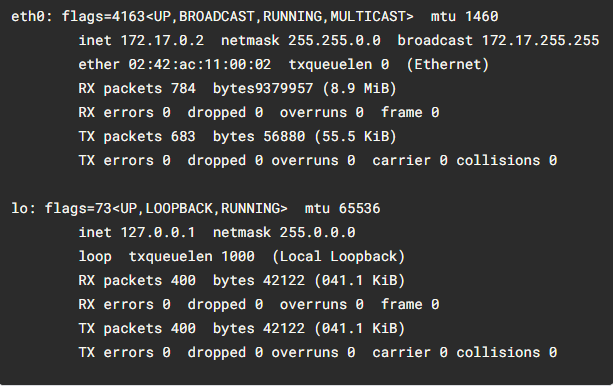 eth0: flags=4163<UP,BROADCAST,RUNNING,MULTICAST> mtu 1460
inet 172.17.0.2 netmask 255.255.0.0 broadcast 172.17.255.255
ether 02:42:ac:11:00:02 txqueuelen 0 (Ethernet)
RX packets 784 bytes9379957 (8.9 MiB)
RX errors 0 dropped 0 overruns 0 frame 0
TX packets 683 bytes 56880 (55.5 KiB)
TX errors 0 dropped 0 overruns 0 carrier 0 collisions 0
lo: flags=73<UP,LOOPBACK,RUNNING> mtu 65536
inet 127.0.0.1 netmask 255.0.0.0
loop txqueuelen 1000 (Local Loopback)
RX packets 400 bytes 42122 (041.1 KiB)
RX errors 0 dropped 0 overruns 0 frame 0
TX packets 400 bytes 42122 (041.1 KiB)
TX errors 0 dropped 0 overruns 0 carrier 0 collisions 0